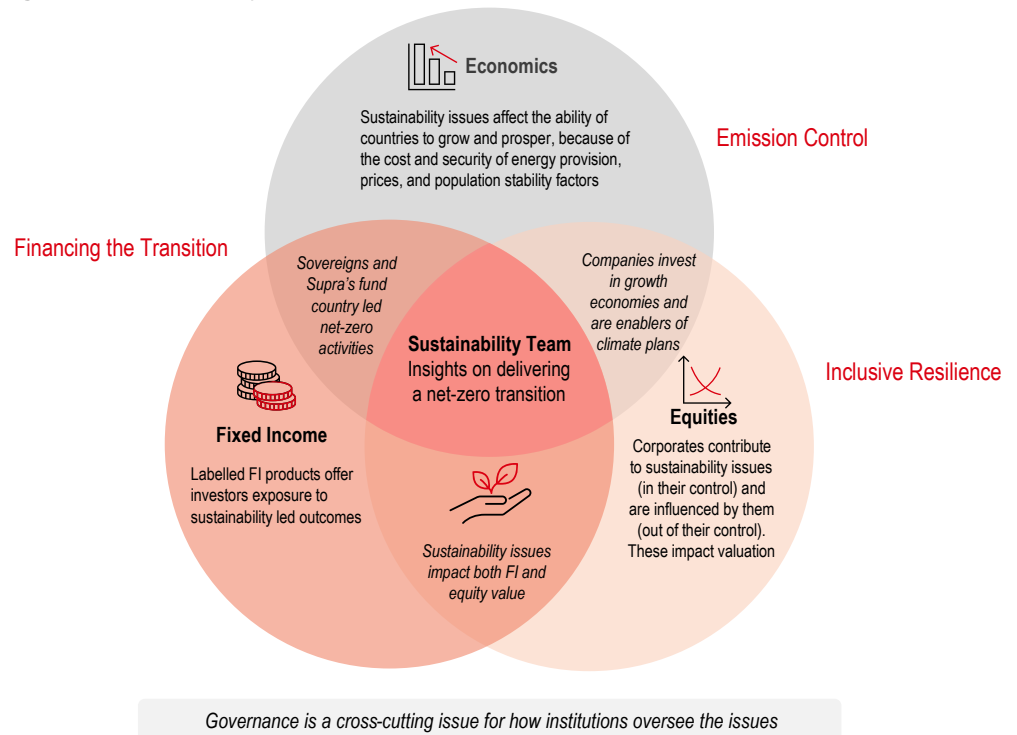 Economics
Sustainability issues affect the ability of
countries to grow and prosper, because of
the cost and security of energy provision,
prices, and population stability factors
Emission Control
Financing the Transition
Sovereigns and
Supra's fund
country led
net-zero
activities
Companies invest
in growth
economies and
are enablers of
climate plans
Sustainability Team
Insights on delivering
a net-zero transition
Inclusive Resilience
Fixed Income
Labelled FI products offer
investors exposure to
sustainability led outcomes
Equities
Corporates contribute
to sustainability issues
(in their control) and
are influenced by them
(out of their control).
These impact valuation
Sustainability issues
impact both FI and
equity value
Governance is a cross-cutting issue for how institutions oversee the issues